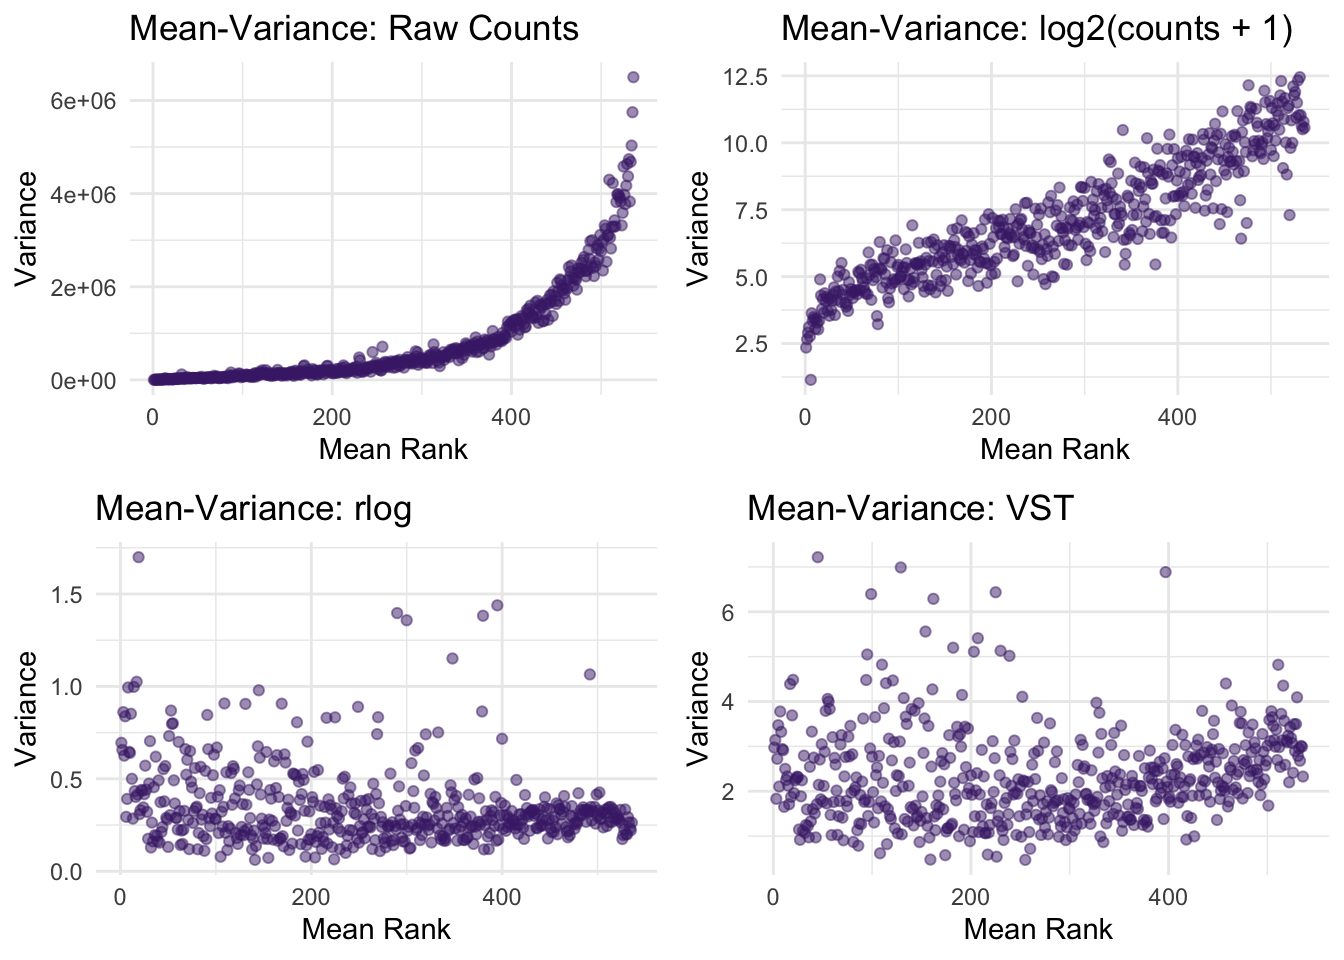 Mean-Variance: Raw Counts
Variance
6e+06
4e+06
2e+06
0e+00
0 200 400
Mean Rank
Mean-Variance: log2(counts + 1)
Variance
12.5
10.0
7.5
5.0
2.5
0 200 400
Mean Rank
Mean-Variance: rlog
Variance
1.5
1.0
0.5
0.0
0 200 400
Mean Rank
Mean-Variance: VST
Variance
6
4
2
0 200 400
Mean Rank